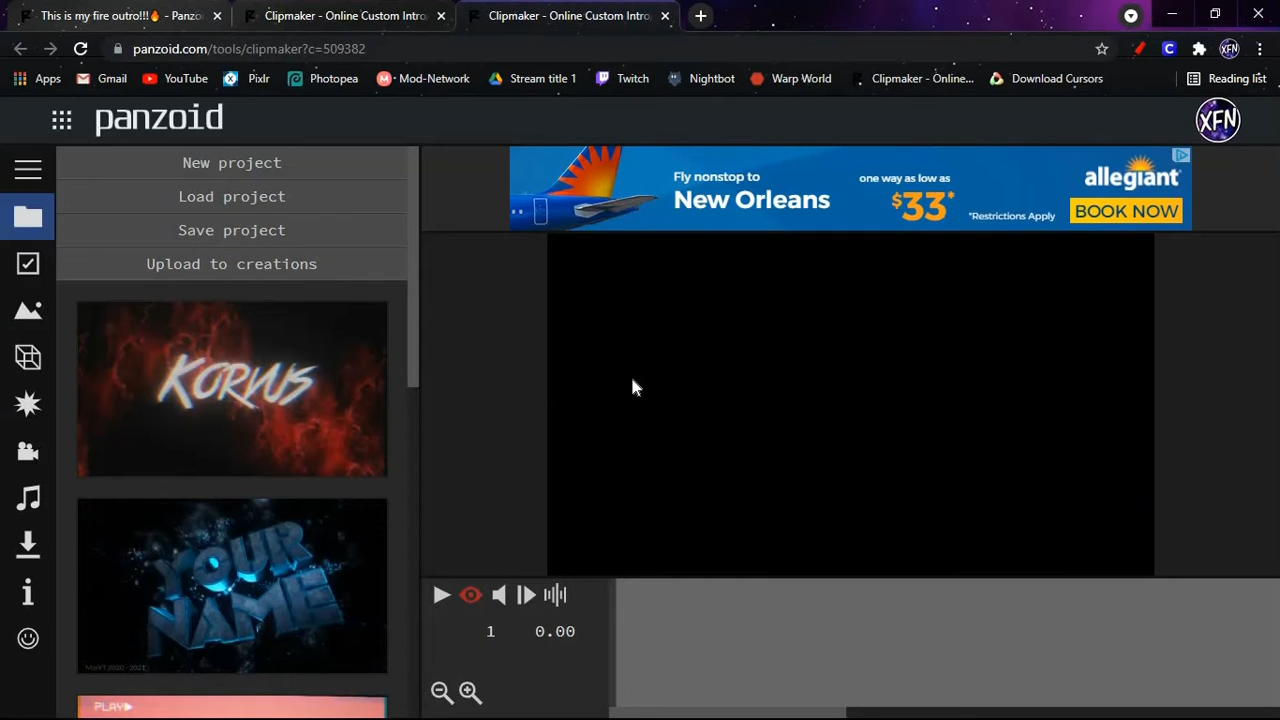 This is my fire outro!!!🔥 - Panzo
Clipmaker - Online Custom Intro
Clipmaker - Online Custom Intro
panzoid.com/tools/clipmaker?c=509382
XFN
Apps
Gmail
YouTube
Pixlr
Photopea
Mod-Network
Stream title 1
Twitch
Nightbot
Warp World
Clipmaker - Online...
Download Cursors
Reading list
panzoid
XFN
New project
Load project
Save project
Upload to creations
Fly nonstop to
New Orleans
one way as low as
$33*
*Restrictions Apply
allegiant
BOOK NOW
KORVUS
YOUR
NAME
PLAY
1 0.00